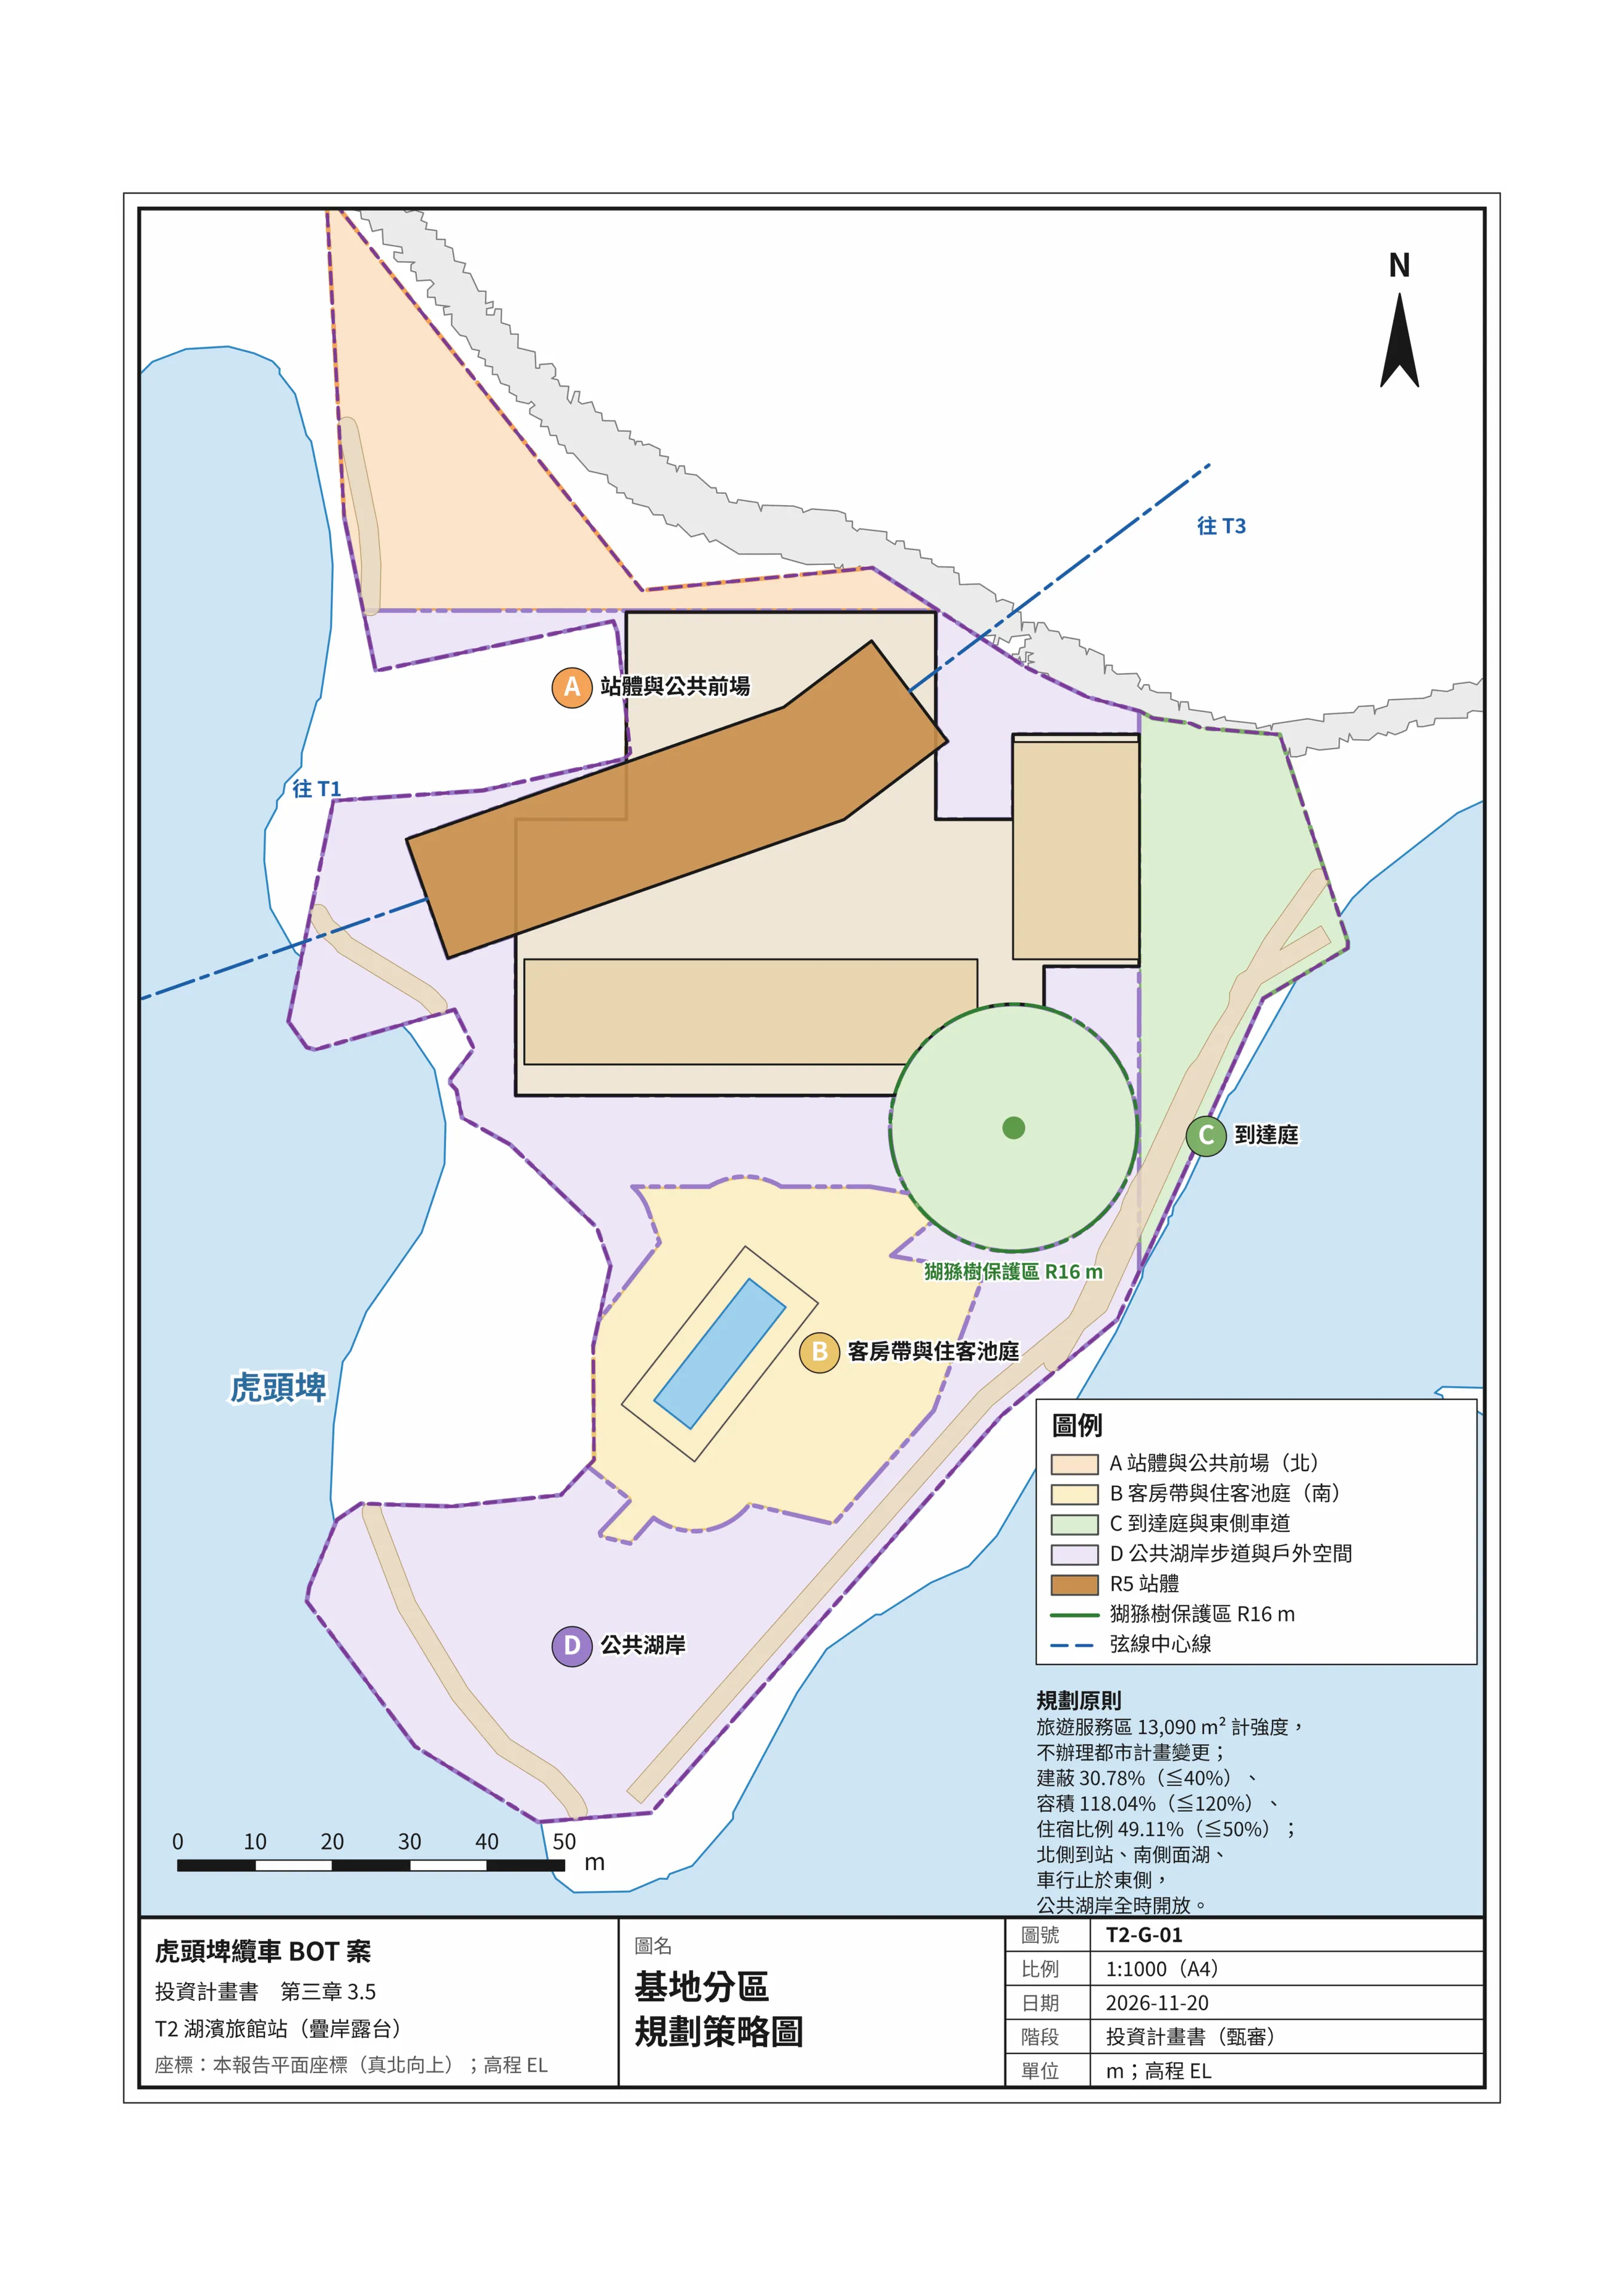 N
往 T3
A 站體與公共前場
往 T1
C 到達庭
猢猻樹保護區 R16 m
B 客房帶與住客池庭
虎頭埤
D 公共湖岸
圖例
A 站體與公共前場（北）
B 客房帶與住客池庭（南）
C 到達庭與東側車道
D 公共湖岸步道與戶外空間
R5 站體
猢猻樹保護區 R16 m
弦線中心線
規劃原則
旅遊服務區 13,090 m² 計強度，
不辦理都市計畫變更；
建蔽 30.78%（≦40%）、
容積 118.04%（≦120%）、
住宿比例 49.11%（≦50%）；
北側到站、南側面湖、
車行止於東側，
公共湖岸全時開放。
0 10 20 30 40 50 m
虎頭埤纜車 BOT 案
投資計畫書　第三章 3.5
T2 湖濱旅館站（疊岸露台）
座標：本報告平面座標（真北向上）；高程 EL
圖名
基地分區
規劃策略圖
圖號 T2-G-01
比例 1:1000（A4）
日期 2026-11-20
階段 投資計畫書（甄審）
單位 m；高程 EL